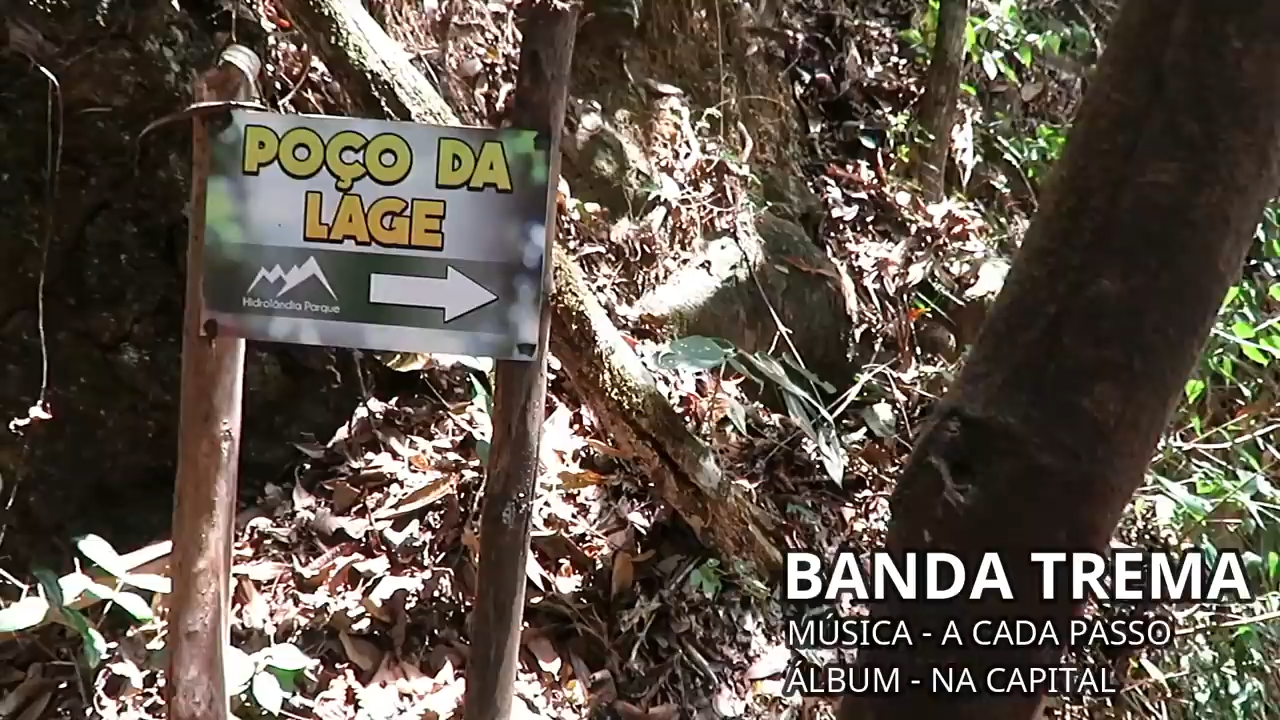 POÇO DA
LAGE
Hidrolândia Parque
BANDA TREMA
MÚSICA - A CADA PASSO
ÁLBUM - NA CAPITAL